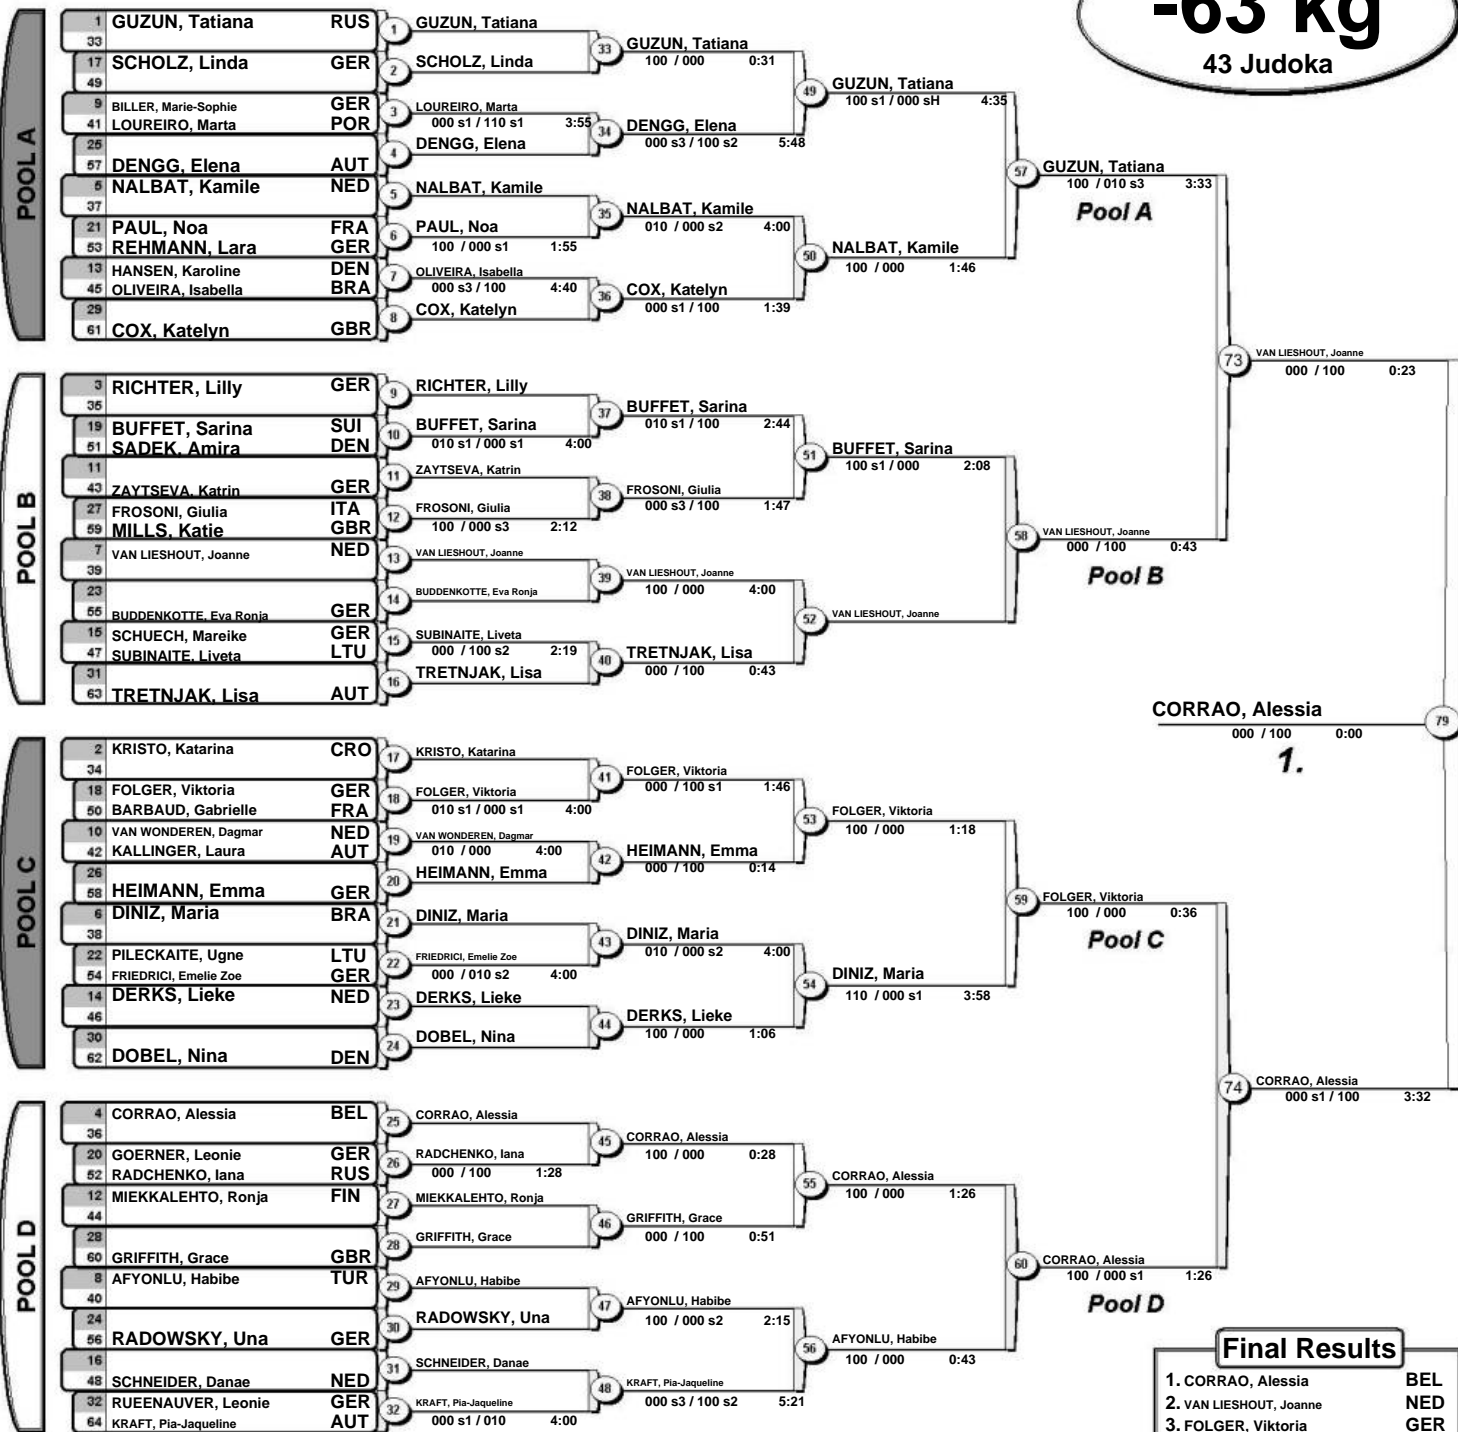 -63 kg
43 Judoka
POOL A
1 GUZUN, Tatiana RUS
33
17 SCHOLZ, Linda GER
49
9 BILLER, Marie-Sophie GER
41 LOUREIRO, Marta POR
25
57 DENGG, Elena AUT
5 NALBAT, Kamile NED
37
21 PAUL, Noa FRA
53 REHMANN, Lara GER
13 HANSEN, Karoline DEN
45 OLIVEIRA, Isabella BRA
29
61 COX, Katelyn GBR
1 GUZUN, Tatiana
2 SCHOLZ, Linda
3 LOUREIRO, Marta
000 s1 / 110 s1 3:55
4 DENGG, Elena
5 NALBAT, Kamile
6 PAUL, Noa
100 / 000 s1 1:55
7 OLIVEIRA, Isabella
000 s3 / 100 4:40
8 COX, Katelyn
33 GUZUN, Tatiana
100 / 000 0:31
34 DENGG, Elena
000 s3 / 100 s2 5:48
35 NALBAT, Kamile
010 / 000 s2 4:00
36 COX, Katelyn
000 s1 / 100 1:39
49 GUZUN, Tatiana
100 s1 / 000 sH 4:35
50 NALBAT, Kamile
100 / 000 1:46
57 GUZUN, Tatiana
100 / 010 s3 3:33
Pool A
POOL B
3 RICHTER, Lilly GER
35
19 BUFFET, Sarina SUI
51 SADEK, Amira DEN
11
43 ZAYTSEVA, Katrin GER
27 FROSONI, Giulia ITA
59 MILLS, Katie GBR
7 VAN LIESHOUT, Joanne NED
39
23
55 BUDDENKOTTE, Eva Ronja GER
15 SCHUECH, Mareike GER
47 SUBINAITE, Liveta LTU
31
63 TRETNJAK, Lisa AUT
9 RICHTER, Lilly
10 BUFFET, Sarina
010 s1 / 000 s1 4:00
11 ZAYTSEVA, Katrin
12 FROSONI, Giulia
100 / 000 s3 2:12
13 VAN LIESHOUT, Joanne
14 BUDDENKOTTE, Eva Ronja
15 SUBINAITE, Liveta
000 / 100 s2 2:19
16 TRETNJAK, Lisa
37 BUFFET, Sarina
010 s1 / 100 2:44
38 FROSONI, Giulia
000 s3 / 100 1:47
39 VAN LIESHOUT, Joanne
100 / 000 4:00
40 TRETNJAK, Lisa
000 / 100 0:43
51 BUFFET, Sarina
100 s1 / 000 2:08
52 VAN LIESHOUT, Joanne
58 VAN LIESHOUT, Joanne
000 / 100 0:43
Pool B
73 VAN LIESHOUT, Joanne
000 / 100 0:23
CORRAO, Alessia 79
000 / 100 0:00
1.
POOL C
2 KRISTO, Katarina CRO
34
18 FOLGER, Viktoria GER
50 BARBAUD, Gabrielle FRA
10 VAN WONDEREN, Dagmar NED
42 KALLINGER, Laura AUT
26
58 HEIMANN, Emma GER
6 DINIZ, Maria BRA
38
22 PILECKAITE, Ugne LTU
54 FRIEDRICI, Emelie Zoe GER
14 DERKS, Lieke NED
46
30
62 DOBEL, Nina DEN
17 KRISTO, Katarina
18 FOLGER, Viktoria
010 s1 / 000 s1 4:00
19 VAN WONDEREN, Dagmar
010 / 000 4:00
20 HEIMANN, Emma
21 DINIZ, Maria
22 FRIEDRICI, Emelie Zoe
000 / 010 s2 4:00
23 DERKS, Lieke
24 DOBEL, Nina
41 FOLGER, Viktoria
000 / 100 s1 1:46
42 HEIMANN, Emma
000 / 100 0:14
43 DINIZ, Maria
010 / 000 s2 4:00
44 DERKS, Lieke
100 / 000 1:06
53 FOLGER, Viktoria
100 / 000 1:18
54 DINIZ, Maria
110 / 000 s1 3:58
59 FOLGER, Viktoria
100 / 000 0:36
Pool C
POOL D
4 CORRAO, Alessia BEL
36
20 GOERNER, Leonie GER
52 RADCHENKO, Iana RUS
12 MIEKKALEHTO, Ronja FIN
44
28
60 GRIFFITH, Grace GBR
8 AFYONLU, Habibe TUR
40
24
56 RADOWSKY, Una GER
16
48 SCHNEIDER, Danae NED
32 RUEENAUVER, Leonie GER
64 KRAFT, Pia-Jaqueline AUT
25 CORRAO, Alessia
26 RADCHENKO, Iana
000 / 100 1:28
27 MIEKKALEHTO, Ronja
28 GRIFFITH, Grace
29 AFYONLU, Habibe
30 RADOWSKY, Una
31 SCHNEIDER, Danae
32 KRAFT, Pia-Jaqueline
000 s1 / 010 4:00
45 CORRAO, Alessia
100 / 000 0:28
46 GRIFFITH, Grace
000 / 100 0:51
47 AFYONLU, Habibe
100 / 000 s2 2:15
48 KRAFT, Pia-Jaqueline
000 s3 / 100 s2 5:21
55 CORRAO, Alessia
100 / 000 1:26
56 AFYONLU, Habibe
100 / 000 0:43
60 CORRAO, Alessia
100 / 000 s1 1:26
Pool D
74 CORRAO, Alessia
000 s1 / 100 3:32
Final Results
1. CORRAO, Alessia BEL
2. VAN LIESHOUT, Joanne NED
3. FOLGER, Viktoria GER